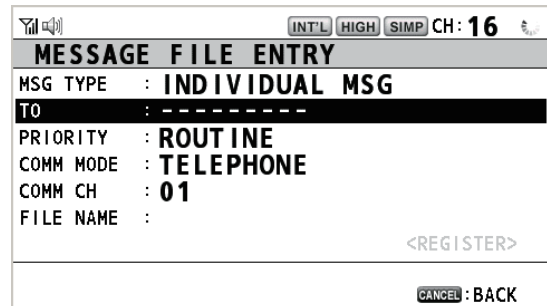 INT'L HIGH SIMP CH: 16
MESSAGE FILE ENTRY
MSG TYPE : INDIVIDUAL MSG
TO : ---------
PRIORITY : ROUTINE
COMM MODE : TELEPHONE
COMM CH : 01
FILE NAME :
<REGISTER>
CANCEL : BACK